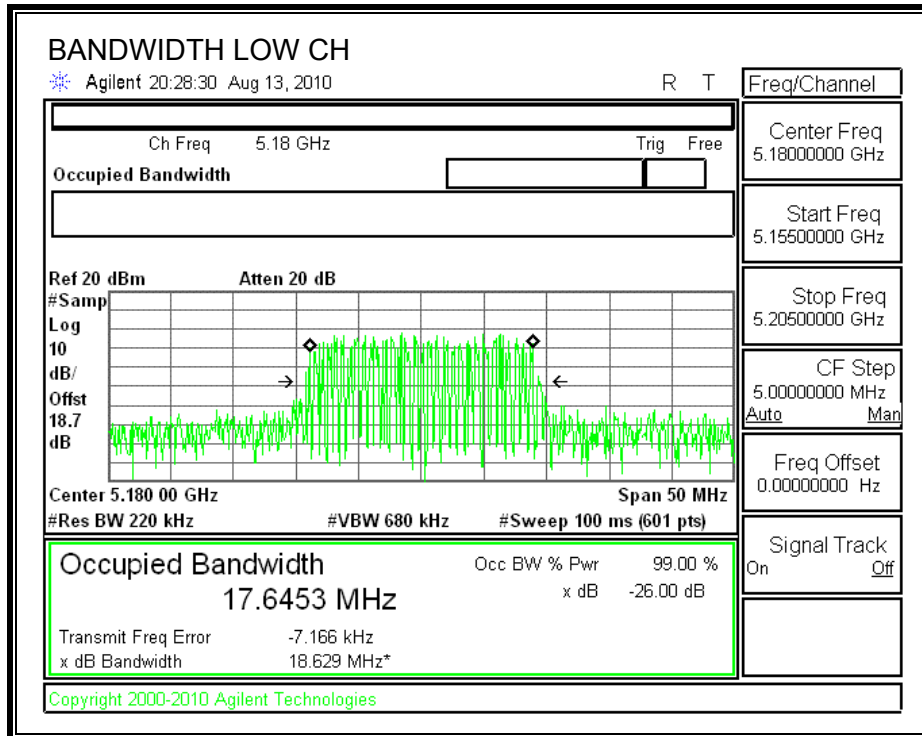 BANDWIDTH LOW CH
Agilent 20:28:30 Aug 13, 2010 R T
Freq/Channel
Ch Freq 5.18 GHz Trig Free
Occupied Bandwidth
Center Freq
5.18000000 GHz
Start Freq
5.15500000 GHz
Stop Freq
5.20500000 GHz
CF Step
5.00000000 MHz
Auto Man
Freq Offset
0.00000000 Hz
Signal Track
On Off
Ref 20 dBm Atten 20 dB
#Samp
Log
10
dB/
Offst
18.7
dB
Center 5.180 00 GHz Span 50 MHz
#Res BW 220 kHz #VBW 680 kHz #Sweep 100 ms (601 pts)
Occupied Bandwidth Occ BW % Pwr 99.00 %
17.6453 MHz x dB -26.00 dB
Transmit Freq Error -7.166 kHz
x dB Bandwidth 18.629 MHz*
Copyright 2000-2010 Agilent Technologies